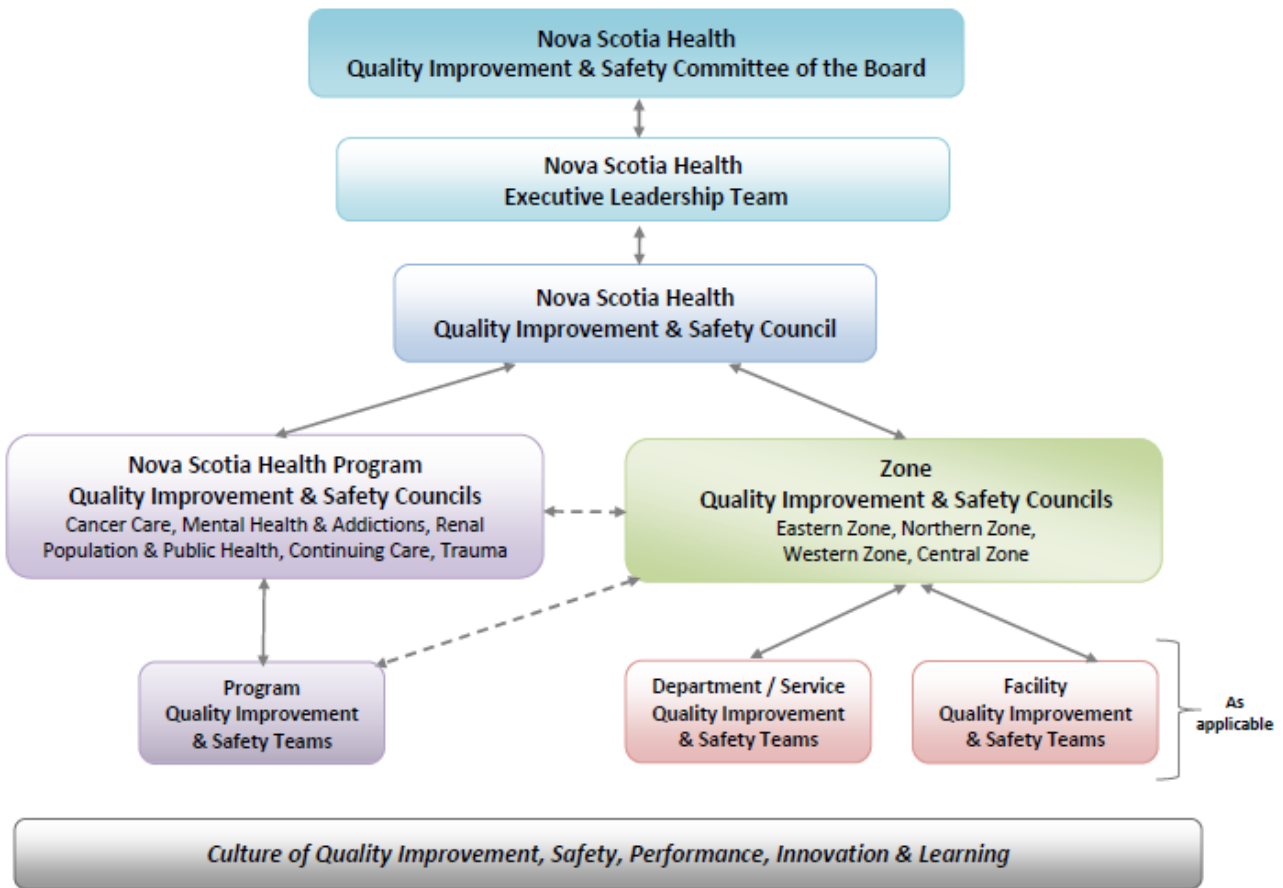 Nova Scotia Health
Quality Improvement & Safety Committee of the Board
Nova Scotia Health
Executive Leadership Team
Nova Scotia Health
Quality Improvement & Safety Council
Nova Scotia Health Program
Quality Improvement & Safety Councils
Cancer Care, Mental Health & Addictions, Renal
Population & Public Health, Continuing Care, Trauma
Zone
Quality Improvement & Safety Councils
Eastern Zone, Northern Zone,
Western Zone, Central Zone
Program
Quality Improvement
& Safety Teams
Department / Service
Quality Improvement
& Safety Teams
Facility
Quality Improvement
& Safety Teams
As
applicable
Culture of Quality Improvement, Safety, Performance, Innovation & Learning